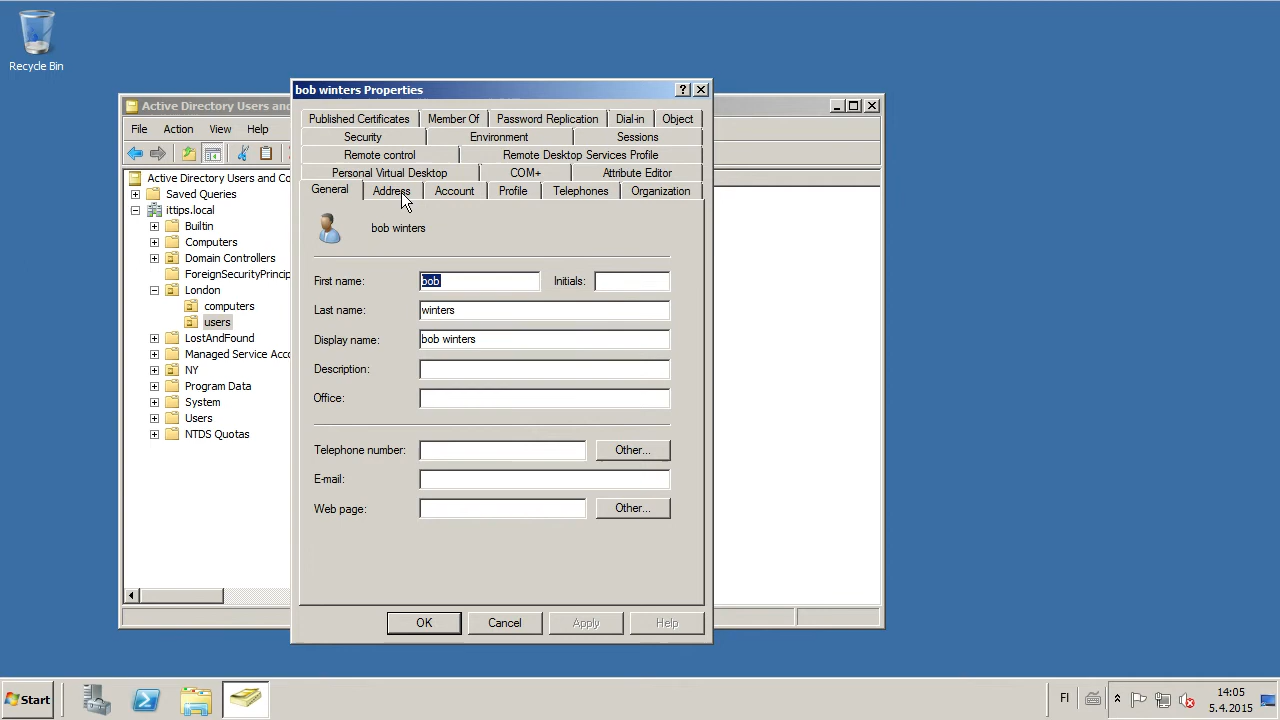 Recycle Bin
bob winters Properties
Active Directory Users and
File Action View Help
Published Certificates Member Of Password Replication Dial-in Object
Security Environment Sessions
Remote control Remote Desktop Services Profile
Personal Virtual Desktop COM+ Attribute Editor
General Address Account Profile Telephones Organization
Active Directory Users and Co
Saved Queries
ittips.local
Builtin
Computers
Domain Controllers
ForeignSecurityPrincip
London
computers
users
LostAndFound
Managed Service Acco
NY
Program Data
System
Users
NTDS Quotas
bob winters
First name: bob Initials:
Last name: winters
Display name: bob winters
Description:
Office:
Telephone number: Other...
E-mail:
Web page: Other...
OK Cancel Apply Help
Start
FI
14:05
5.4.2015